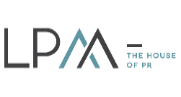 LPM
THE HOUSE
OF PR